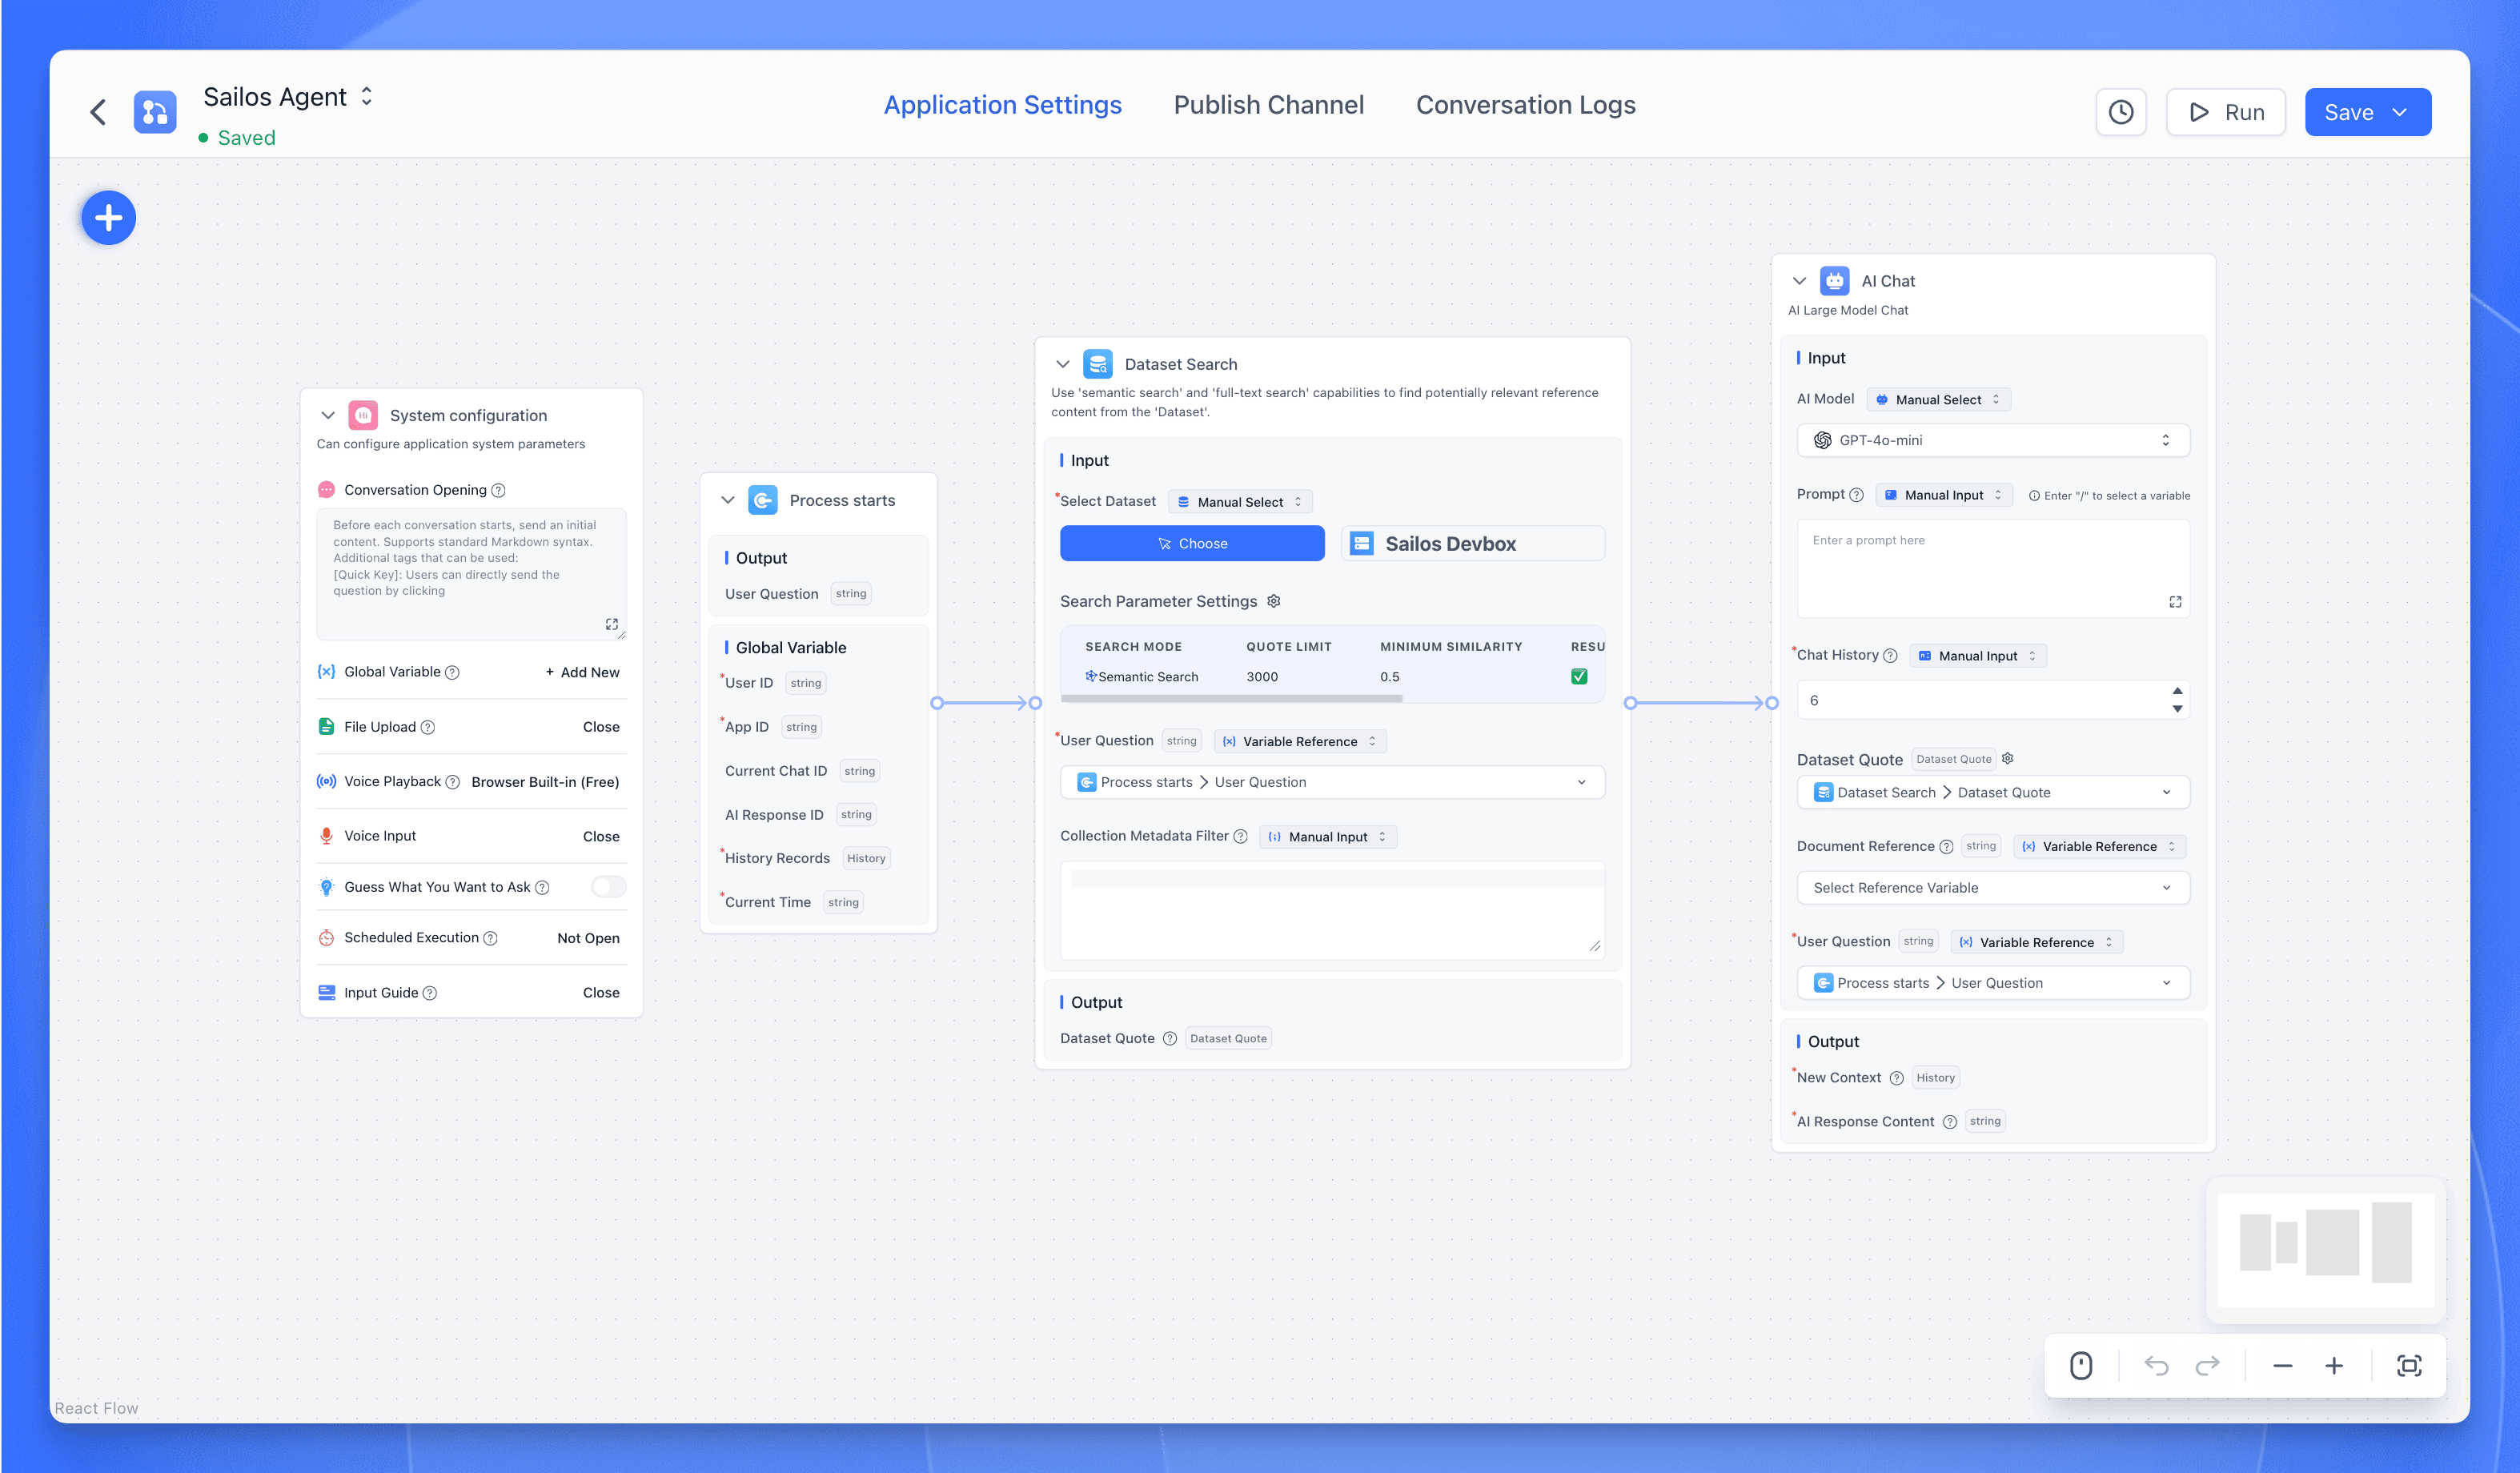 Sailos Agent
Saved
Application Settings
Publish Channel
Conversation Logs
Run
Save
System configuration
Can configure application system parameters
Conversation Opening
Before each conversation starts, send an initial
content. Supports standard Markdown syntax.
Additional tags that can be used:
[Quick Key]: Users can directly send the
question by clicking
Global Variable
+ Add New
File Upload
Close
Voice Playback
Browser Built-in (Free)
Voice Input
Close
Guess What You Want to Ask
Scheduled Execution
Not Open
Input Guide
Close
Process starts
Output
User Question string
Global Variable
*User ID string
*App ID string
Current Chat ID string
AI Response ID string
*History Records History
*Current Time string
Dataset Search
Use 'semantic search' and 'full-text search' capabilities to find potentially relevant reference
content from the 'Dataset'.
Input
*Select Dataset Manual Select
Choose
Sailos Devbox
Search Parameter Settings
SEARCH MODE QUOTE LIMIT MINIMUM SIMILARITY RESU
Semantic Search 3000 0.5
*User Question string Variable Reference
Process starts > User Question
Collection Metadata Filter Manual Input
Output
Dataset Quote Dataset Quote
AI Chat
AI Large Model Chat
Input
AI Model Manual Select
GPT-4o-mini
Prompt Manual Input Enter "/" to select a variable
Enter a prompt here
*Chat History Manual Input
6
Dataset Quote Dataset Quote
Dataset Search > Dataset Quote
Document Reference string Variable Reference
Select Reference Variable
*User Question string Variable Reference
Process starts > User Question
Output
*New Context History
*AI Response Content string
React Flow